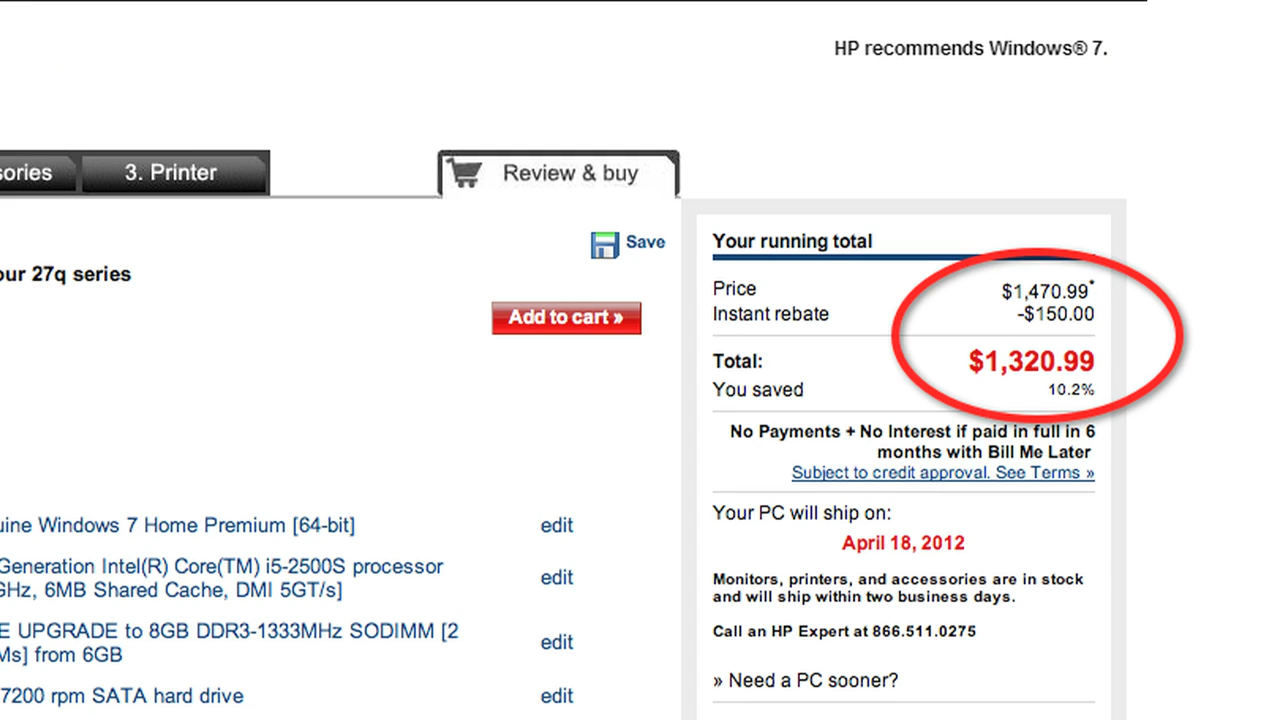 HP recommends Windows® 7.
sories
3. Printer
Review & buy
Save
our 27q series
Add to cart »
Your running total
Price $1,470.99*
Instant rebate -$150.00
Total: $1,320.99
You saved 10.2%
No Payments + No Interest if paid in full in 6
months with Bill Me Later
Subject to credit approval. See Terms »
Your PC will ship on:
April 18, 2012
Monitors, printers, and accessories are in stock
and will ship within two business days.
Call an HP Expert at 866.511.0275
» Need a PC sooner?
uine Windows 7 Home Premium [64-bit] edit
Generation Intel(R) Core(TM) i5-2500S processor
GHz, 6MB Shared Cache, DMI 5GT/s] edit
E UPGRADE to 8GB DDR3-1333MHz SODIMM [2
Ms] from 6GB edit
7200 rpm SATA hard drive edit